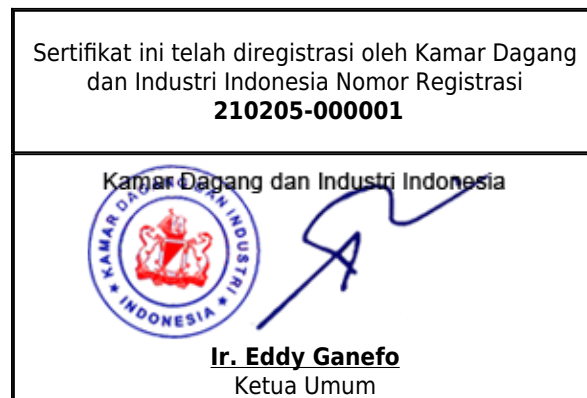 Sertifikat ini telah diregistrasi oleh Kamar Dagang
dan Industri Indonesia Nomor Registrasi
210205-000001
Kamar Dagang dan Industri Indonesia
KAMAR DAGANG DAN INDUSTRI
INDONESIA
Ir. Eddy Ganefo
Ketua Umum